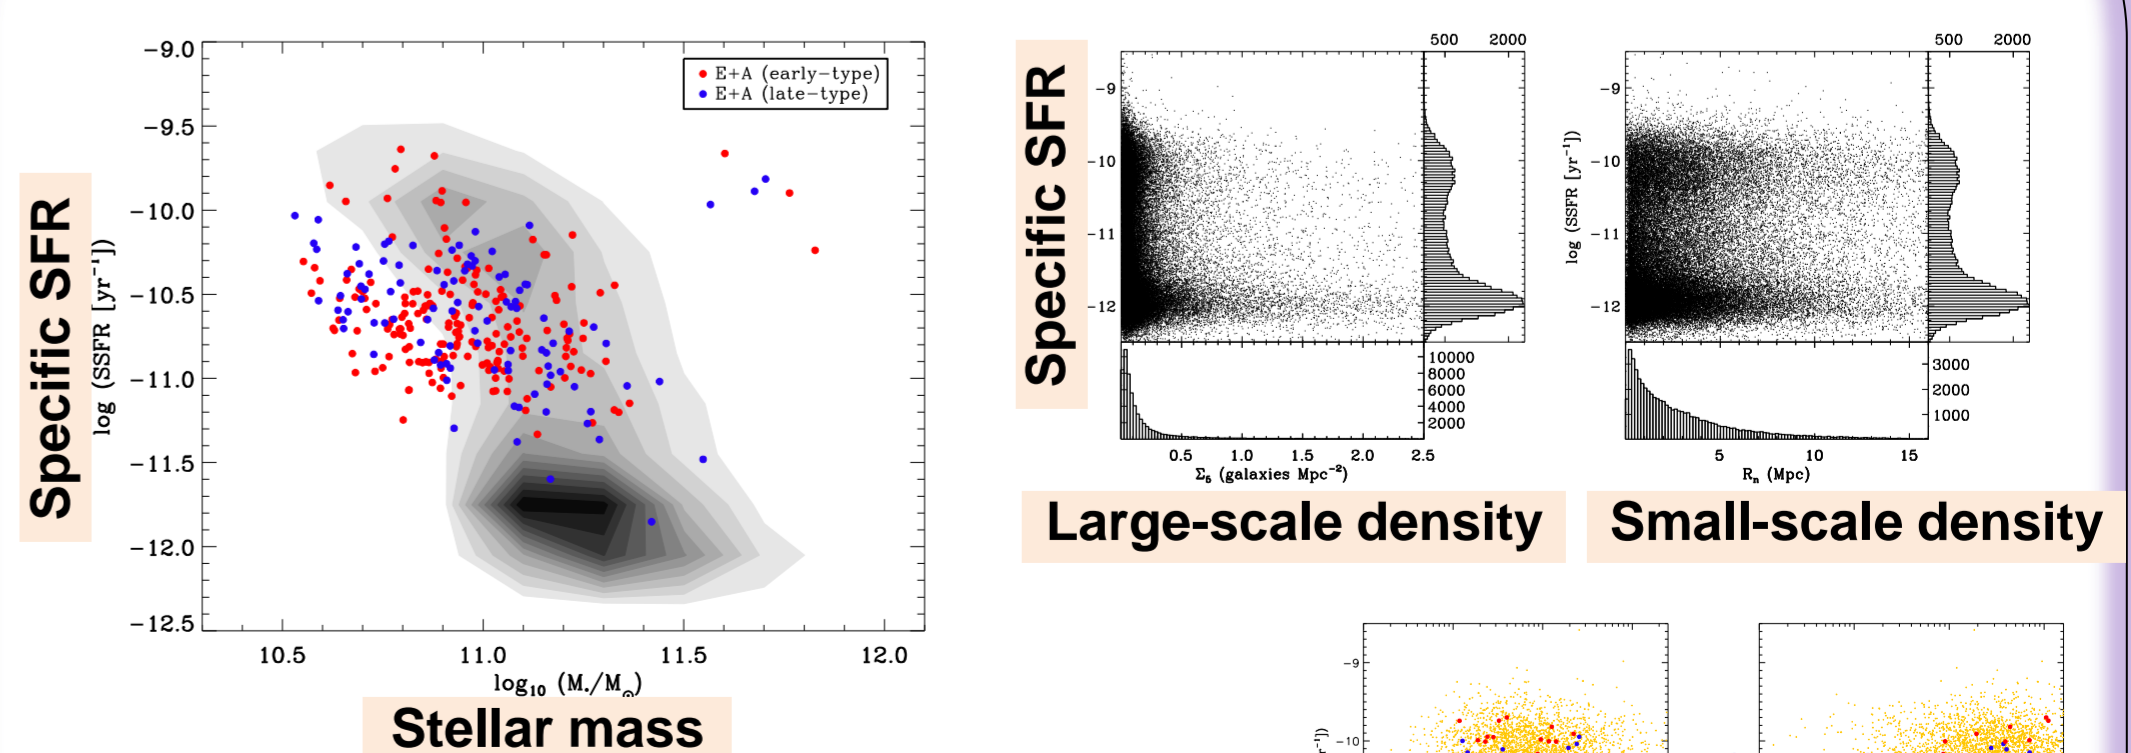 Specific SFR
log (SSFR [yr⁻¹])
−9.0
−9.5
−10.0
−10.5
−11.0
−11.5
−12.0
−12.5
E+A (early−type)
E+A (late−type)
10.5 11.0 11.5 12.0
log₁₀ (M⋆/M⊙)
Stellar mass
Specific SFR
500 2000
−9
−10
−11
−12
10000
8000
6000
4000
2000
0.5 1.0 1.5 2.0 2.5
Σ₅ (galaxies Mpc⁻²)
Large-scale density
log (SSFR [yr⁻¹])
500 2000
−9
−10
−11
−12
3000
2000
1000
5 10 15
Rₙ (Mpc)
Small-scale density
−9
−10